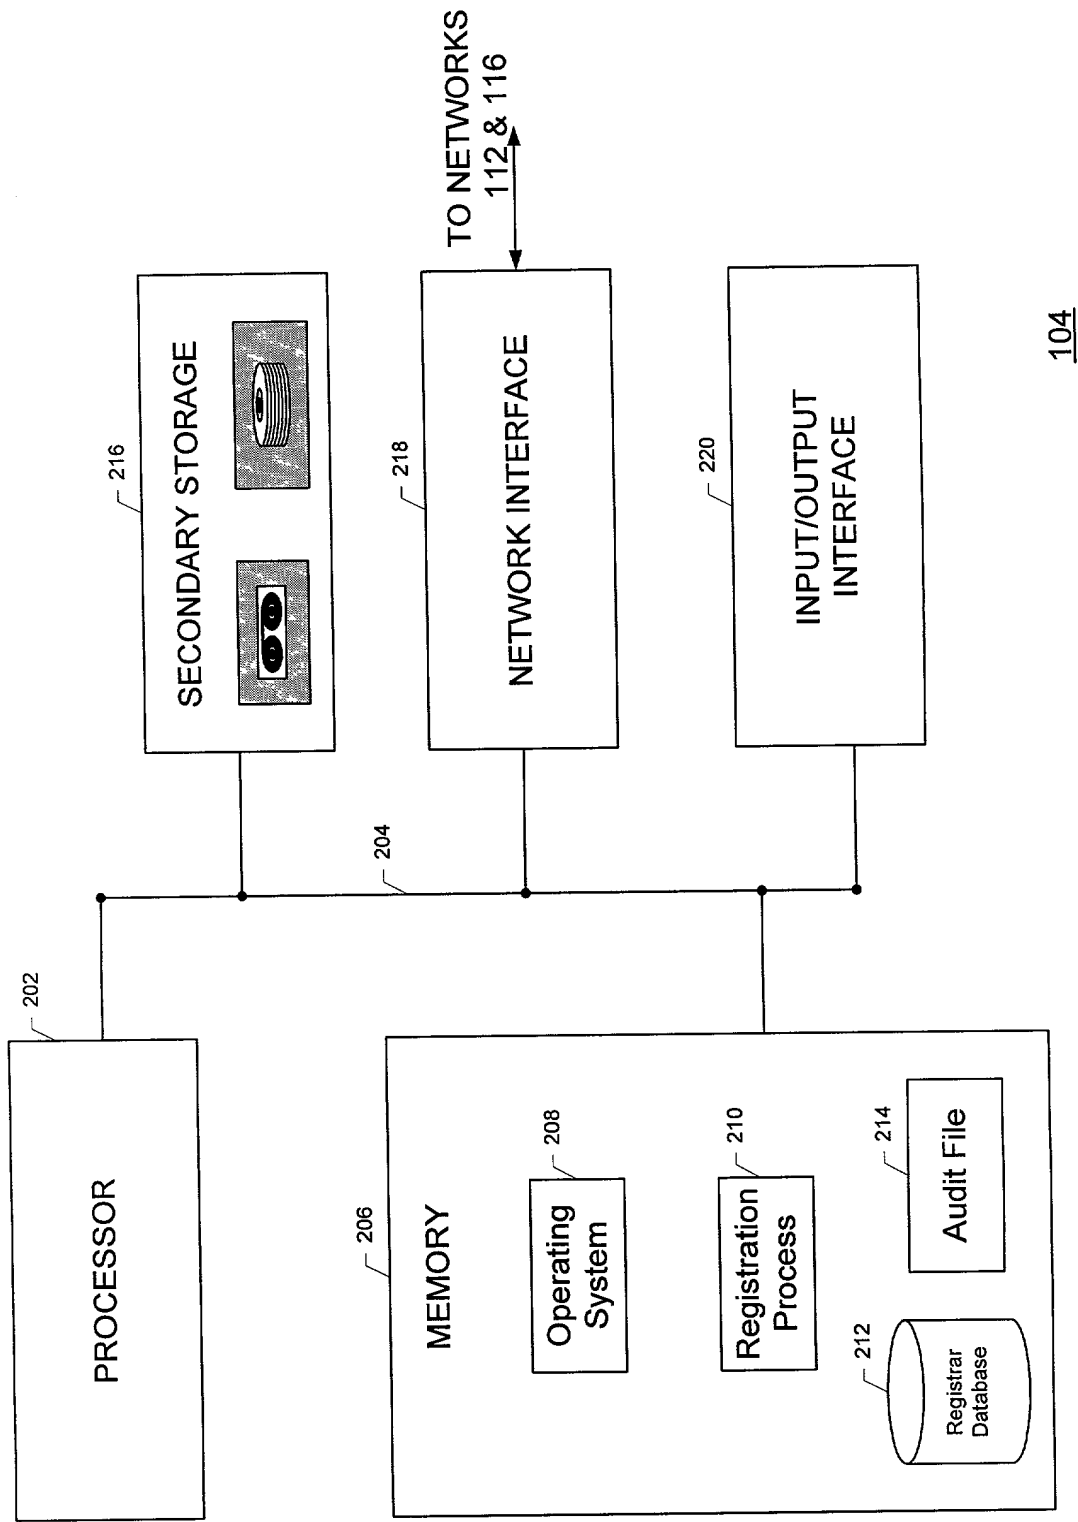 202
PROCESSOR
206
MEMORY
208
Operating
System
210
Registration
Process
212
Registrar
Database
214
Audit File
204
216
SECONDARY STORAGE
218
NETWORK INTERFACE
TO NETWORKS
112 & 116
220
INPUT/OUTPUT
INTERFACE
104